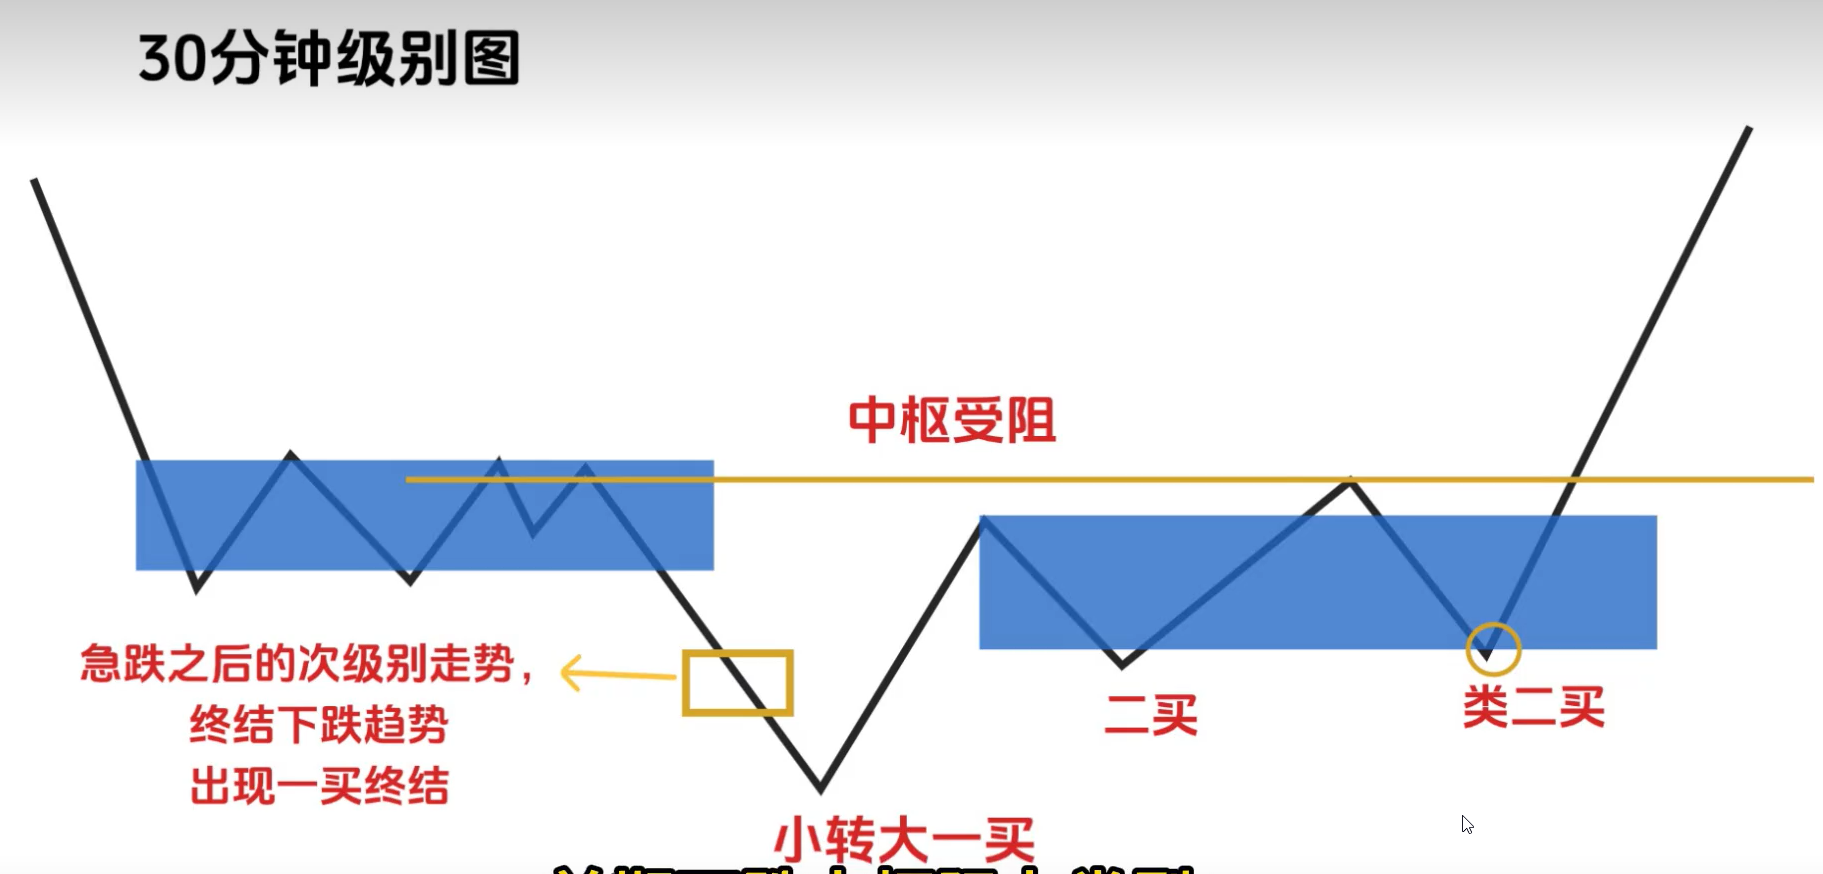 30分钟级别图
中枢受阻
急跌之后的次级别走势，
终结下跌趋势
出现一买终结
二买
类二买
小转大一买